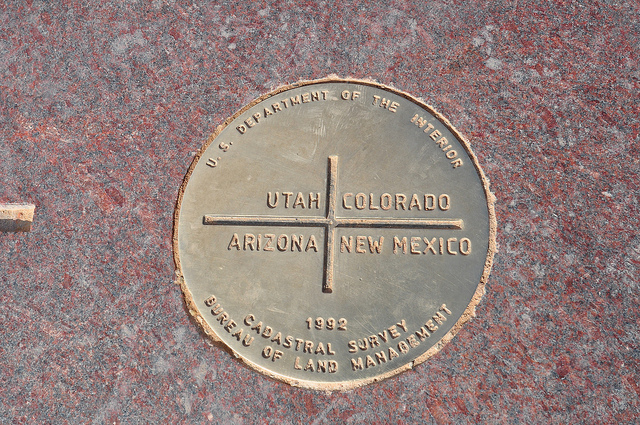 U. S. DEPARTMENT OF THE INTERIOR
UTAH COLORADO
ARIZONA NEW MEXICO
1992
CADASTRAL SURVEY
BUREAU OF LAND MANAGEMENT